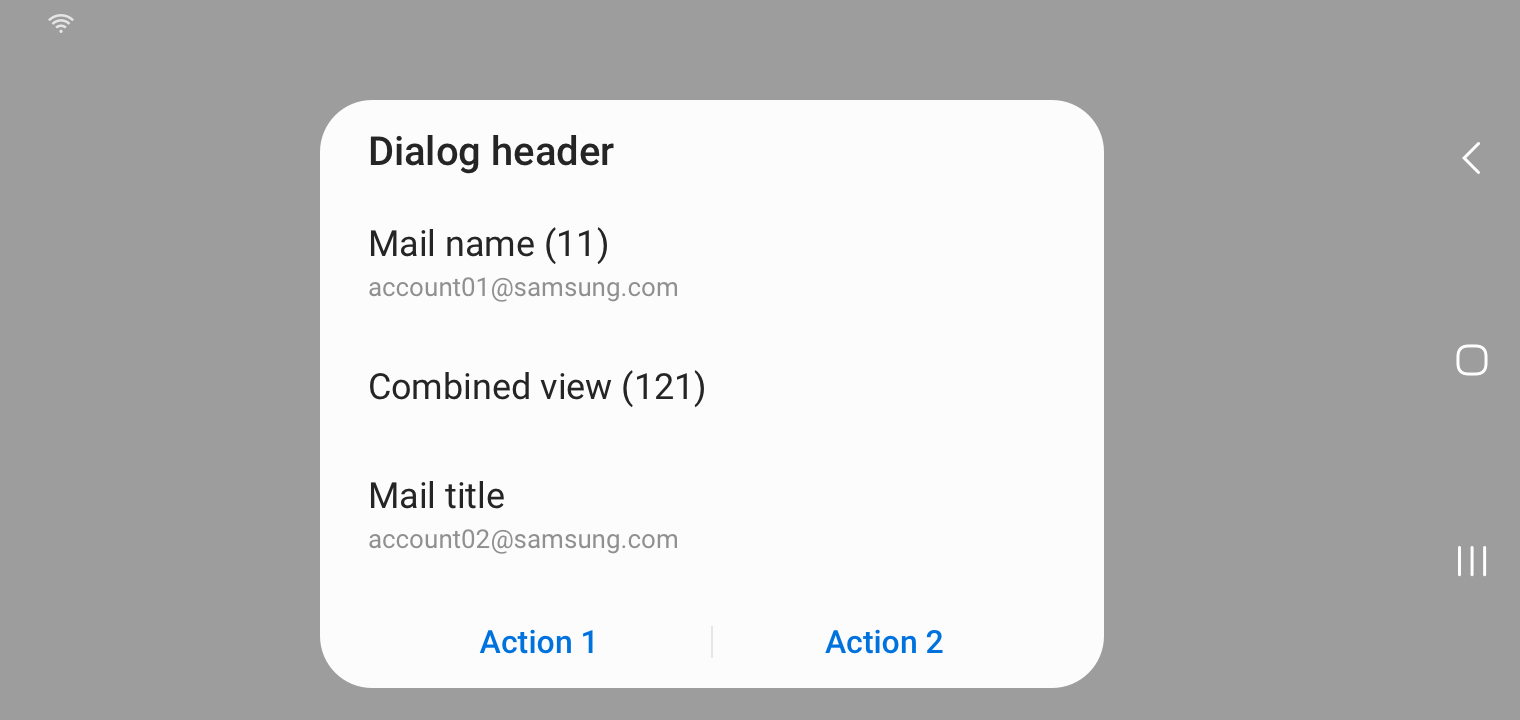 Dialog header
Mail name (11)
account01@samsung.com
Combined view (121)
Mail title
account02@samsung.com
Action 1
Action 2